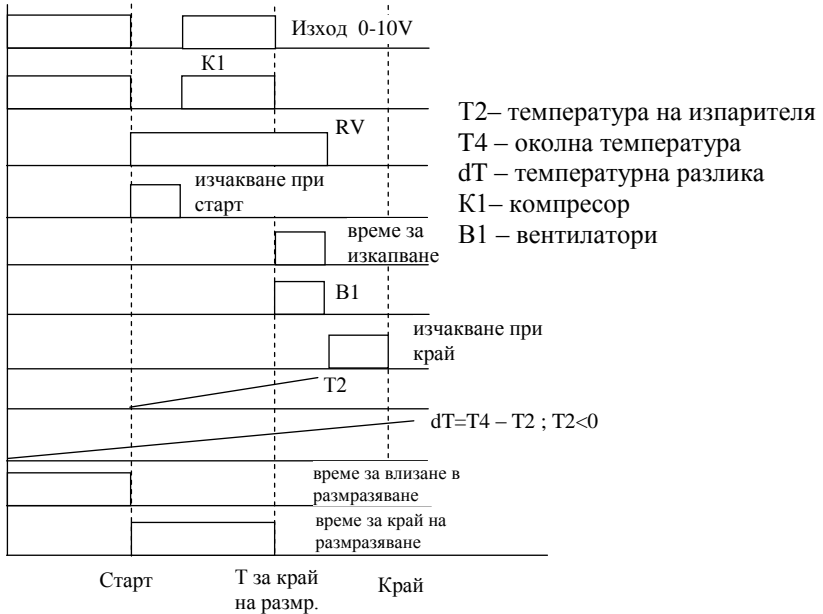 Изход 0-10V
К1
RV
изчакване при
старт
време за
изкапване
В1
изчакване при
край
Т2
dT=T4 – T2 ; T2<0
време за влизане в
размразяване
време за край на
размразяване
Старт
Т за край
на размр.
Край
Т2– температура на изпарителя
Т4 – околна температура
dT – температурна разлика
К1– компресор
В1 – вентилатори